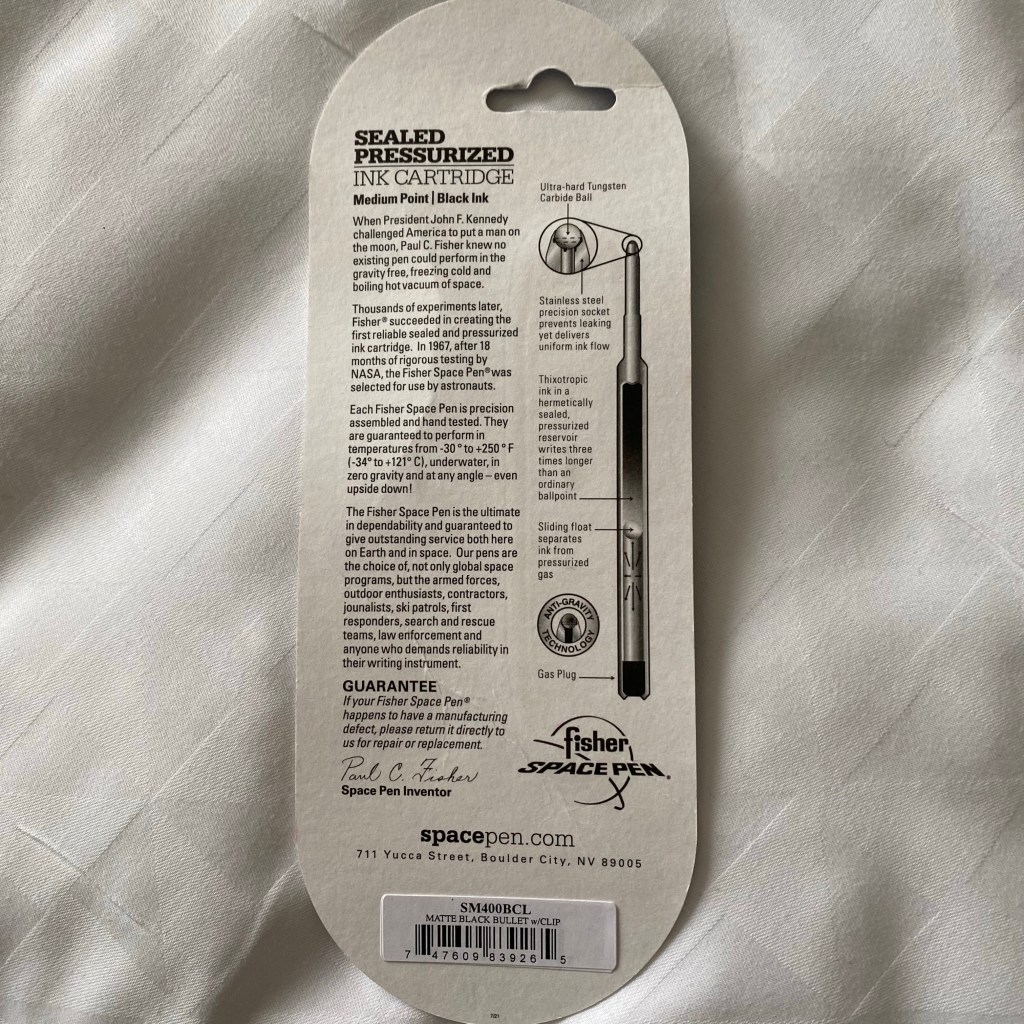 SEALED
PRESSURIZED
INK CARTRIDGE
Medium Point | Black Ink
When President John F. Kennedy
challenged America to put a man on
the moon, Paul C. Fisher knew no
existing pen could perform in the
gravity free, freezing cold and
boiling hot vacuum of space.
Thousands of experiments later,
Fisher® succeeded in creating the
first reliable sealed and pressurized
ink cartridge. In 1967, after 18
months of rigorous testing by
NASA, the Fisher Space Pen® was
selected for use by astronauts.
Each Fisher Space Pen is precision
assembled and hand tested. They
are guaranteed to perform in
temperatures from -30° to +250° F
(-34° to +121° C), underwater, in
zero gravity and at any angle – even
upside down!
The Fisher Space Pen is the ultimate
in dependability and guaranteed to
give outstanding service both here
on Earth and in space. Our pens are
the choice of, not only global space
programs, but the armed forces,
outdoor enthusiasts, contractors,
jounalists, ski patrols, first
responders, search and rescue
teams, law enforcement and
anyone who demands reliability in
their writing instrument.
GUARANTEE
If your Fisher Space Pen®
happens to have a manufacturing
defect, please return it directly to
us for repair or replacement.
Paul C. Fisher
Space Pen Inventor
Ultra-hard Tungsten
Carbide Ball
Stainless steel
precision socket
prevents leaking
yet delivers
uniform ink flow
Thixotropic
ink in a
hermetically
sealed,
pressurized
reservoir
writes three
times longer
than an
ordinary
ballpoint
Sliding float
separates
ink from
pressurized
gas
ANTI-GRAVITY
TECHNOLOGY
Gas Plug
fisher
SPACE PEN®
spacepen.com
711 Yucca Street, Boulder City, NV 89005
SM400BCL
MATTE BLACK BULLET w/CLIP
7 47609 83926 5
7/21